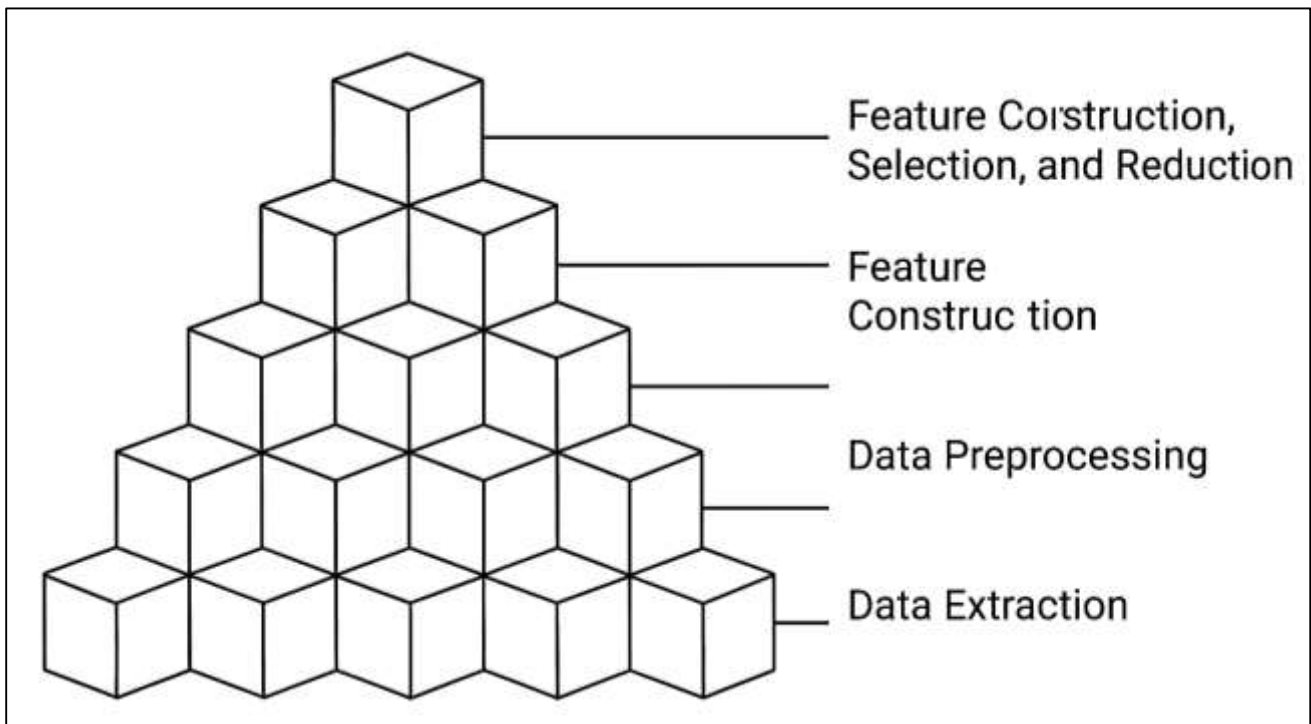 Feature Corstruction,
Selection, and Reduction
Feature
Construc tion
Data Preprocessing
Data Extraction